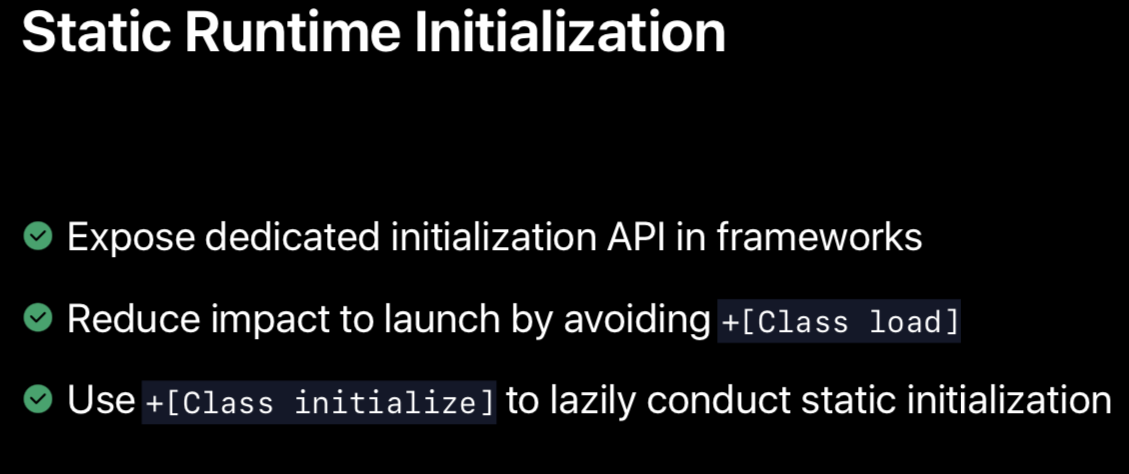 Static Runtime Initialization
Expose dedicated initialization API in frameworks
Reduce impact to launch by avoiding +[Class load]
Use +[Class initialize] to lazily conduct static initialization